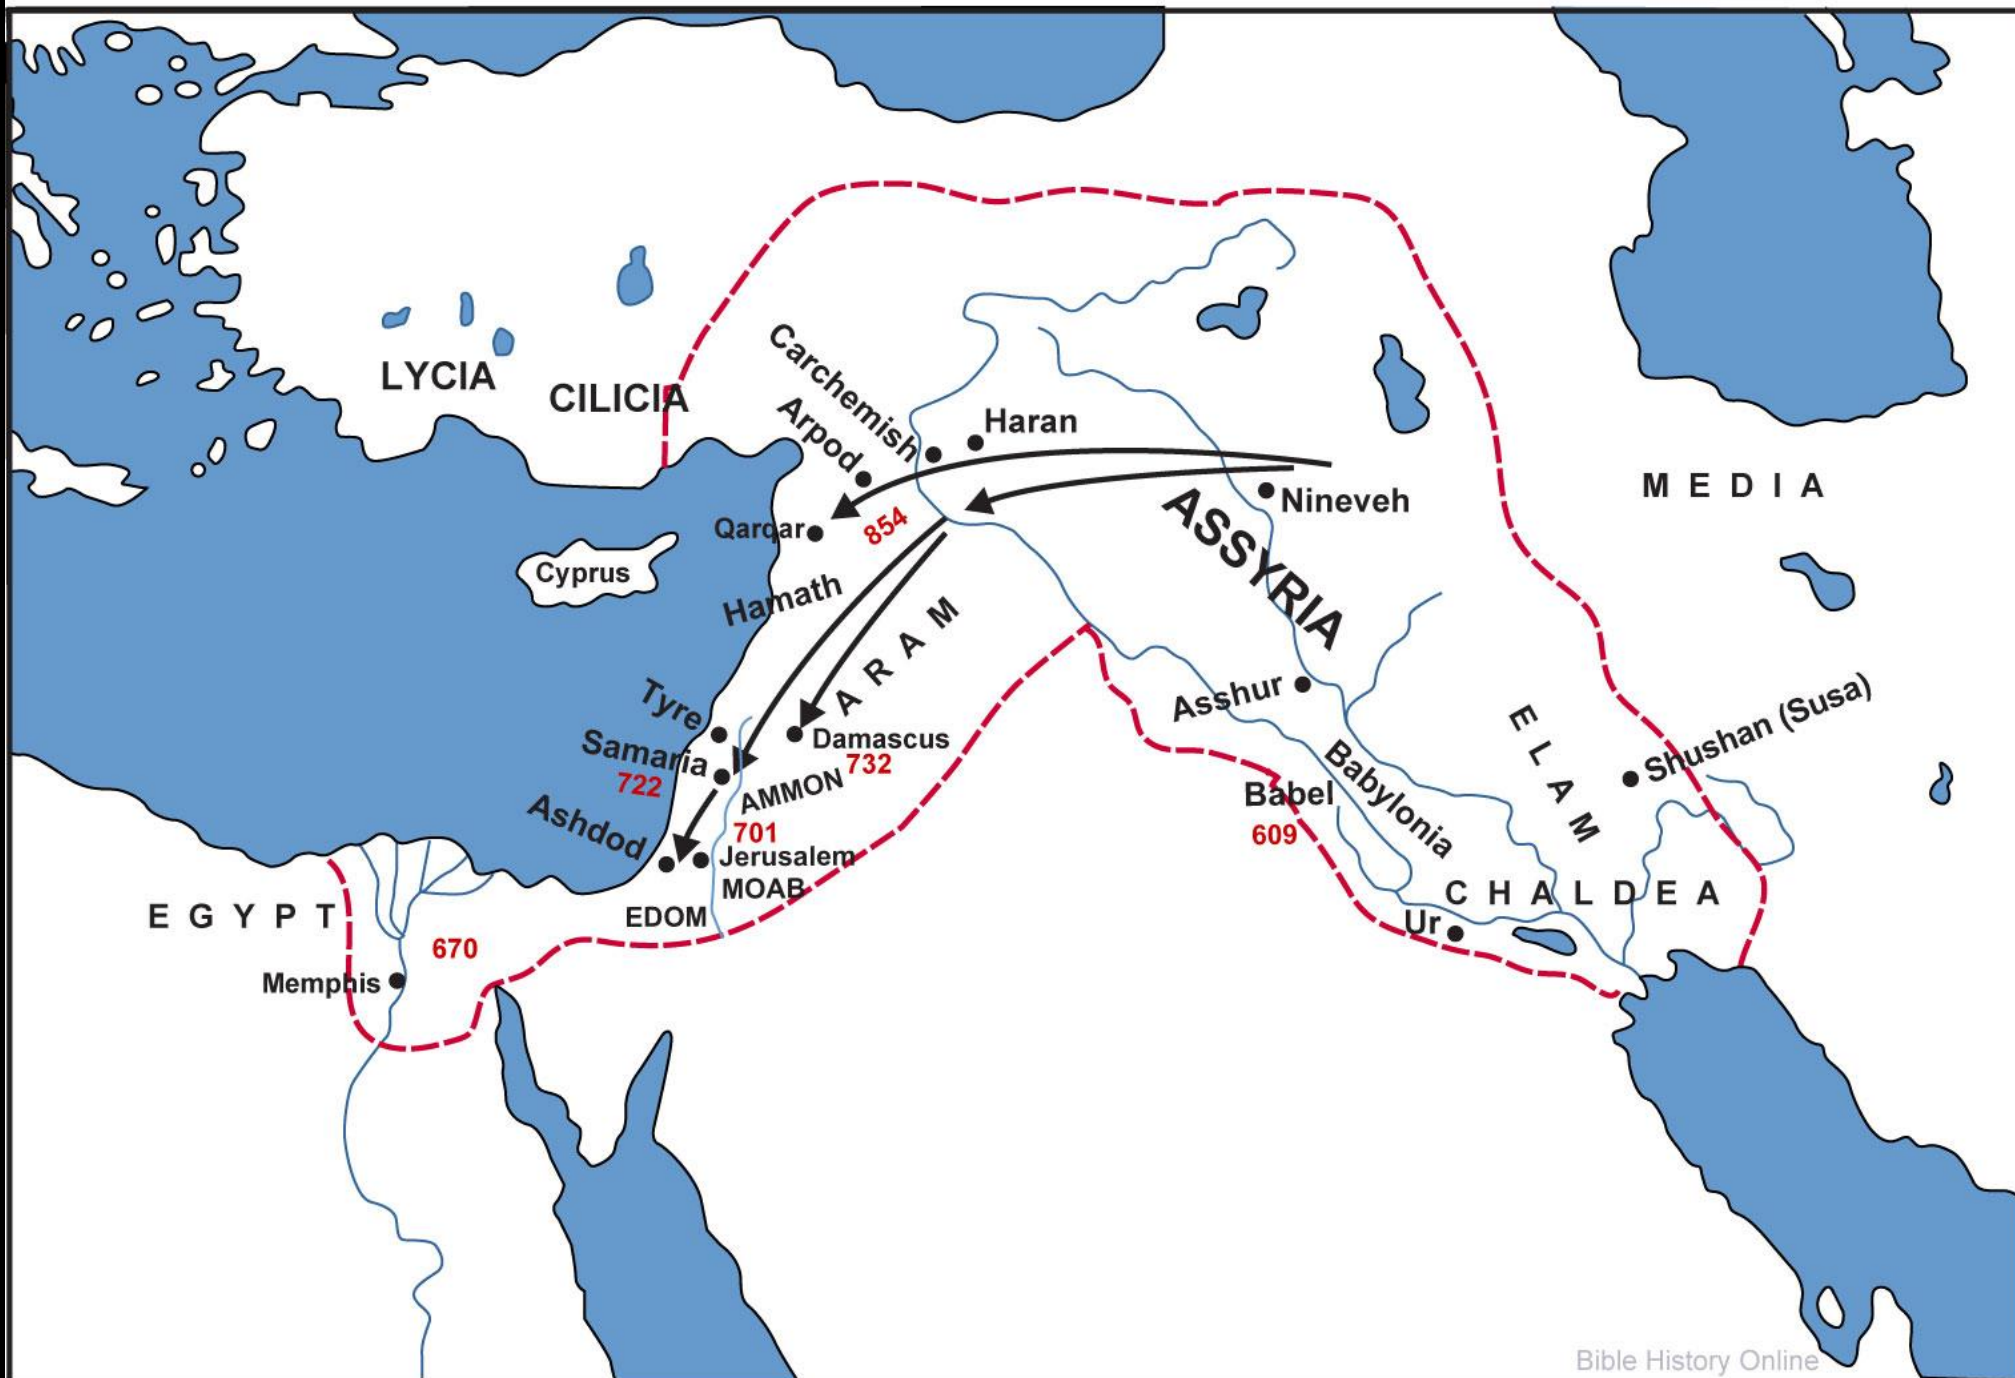 LYCIA
CILICIA
Carchemish
Arpod
Haran
Qarqar
854
Nineveh
MEDIA
ASSYRIA
Cyprus
Hamath
ARAM
Tyre
Asshur
ELAM
Shushan (Susa)
Samaria
722
Damascus
732
AMMON
Babylonia
Babel
609
Ashdod
701
Jerusalem
MOAB
EDOM
CHALDEA
Ur
EGYPT
670
Memphis
Bible History Online